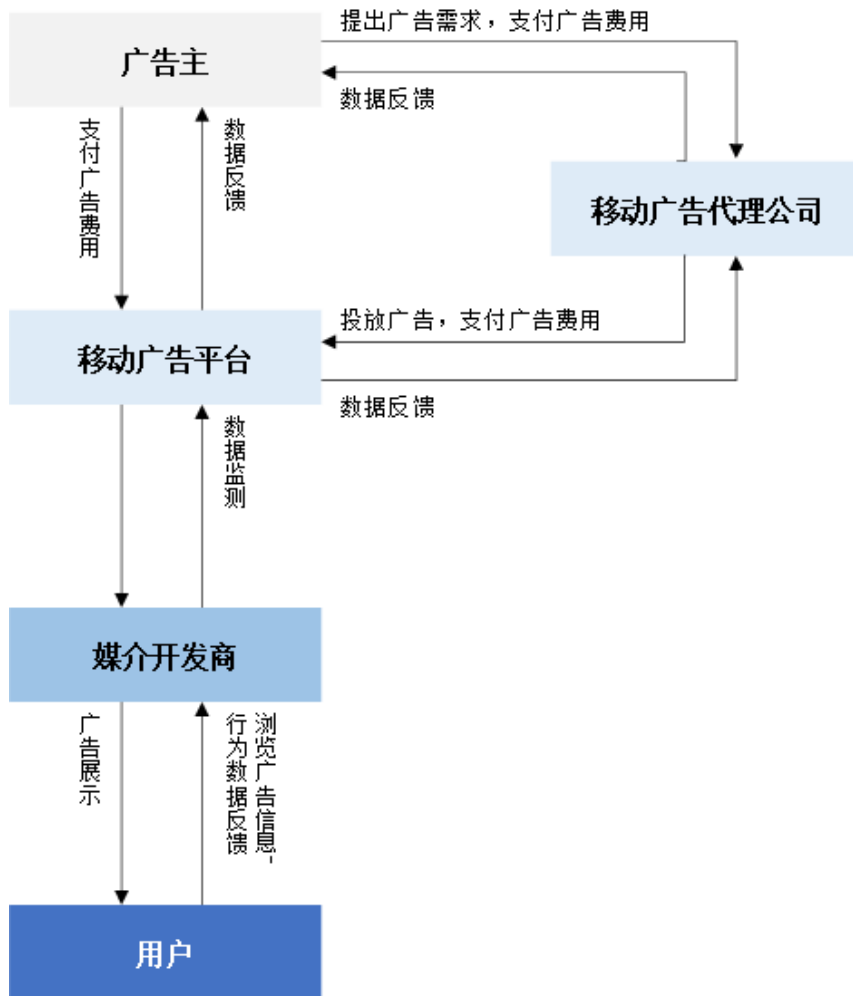 提出广告需求，支付广告费用
广告主
数据反馈
支付广告费用
数据反馈
移动广告代理公司
投放广告，支付广告费用
移动广告平台
数据反馈
数据监测
媒介开发商
广告展示
浏览广告信息-
行为数据反馈
用户